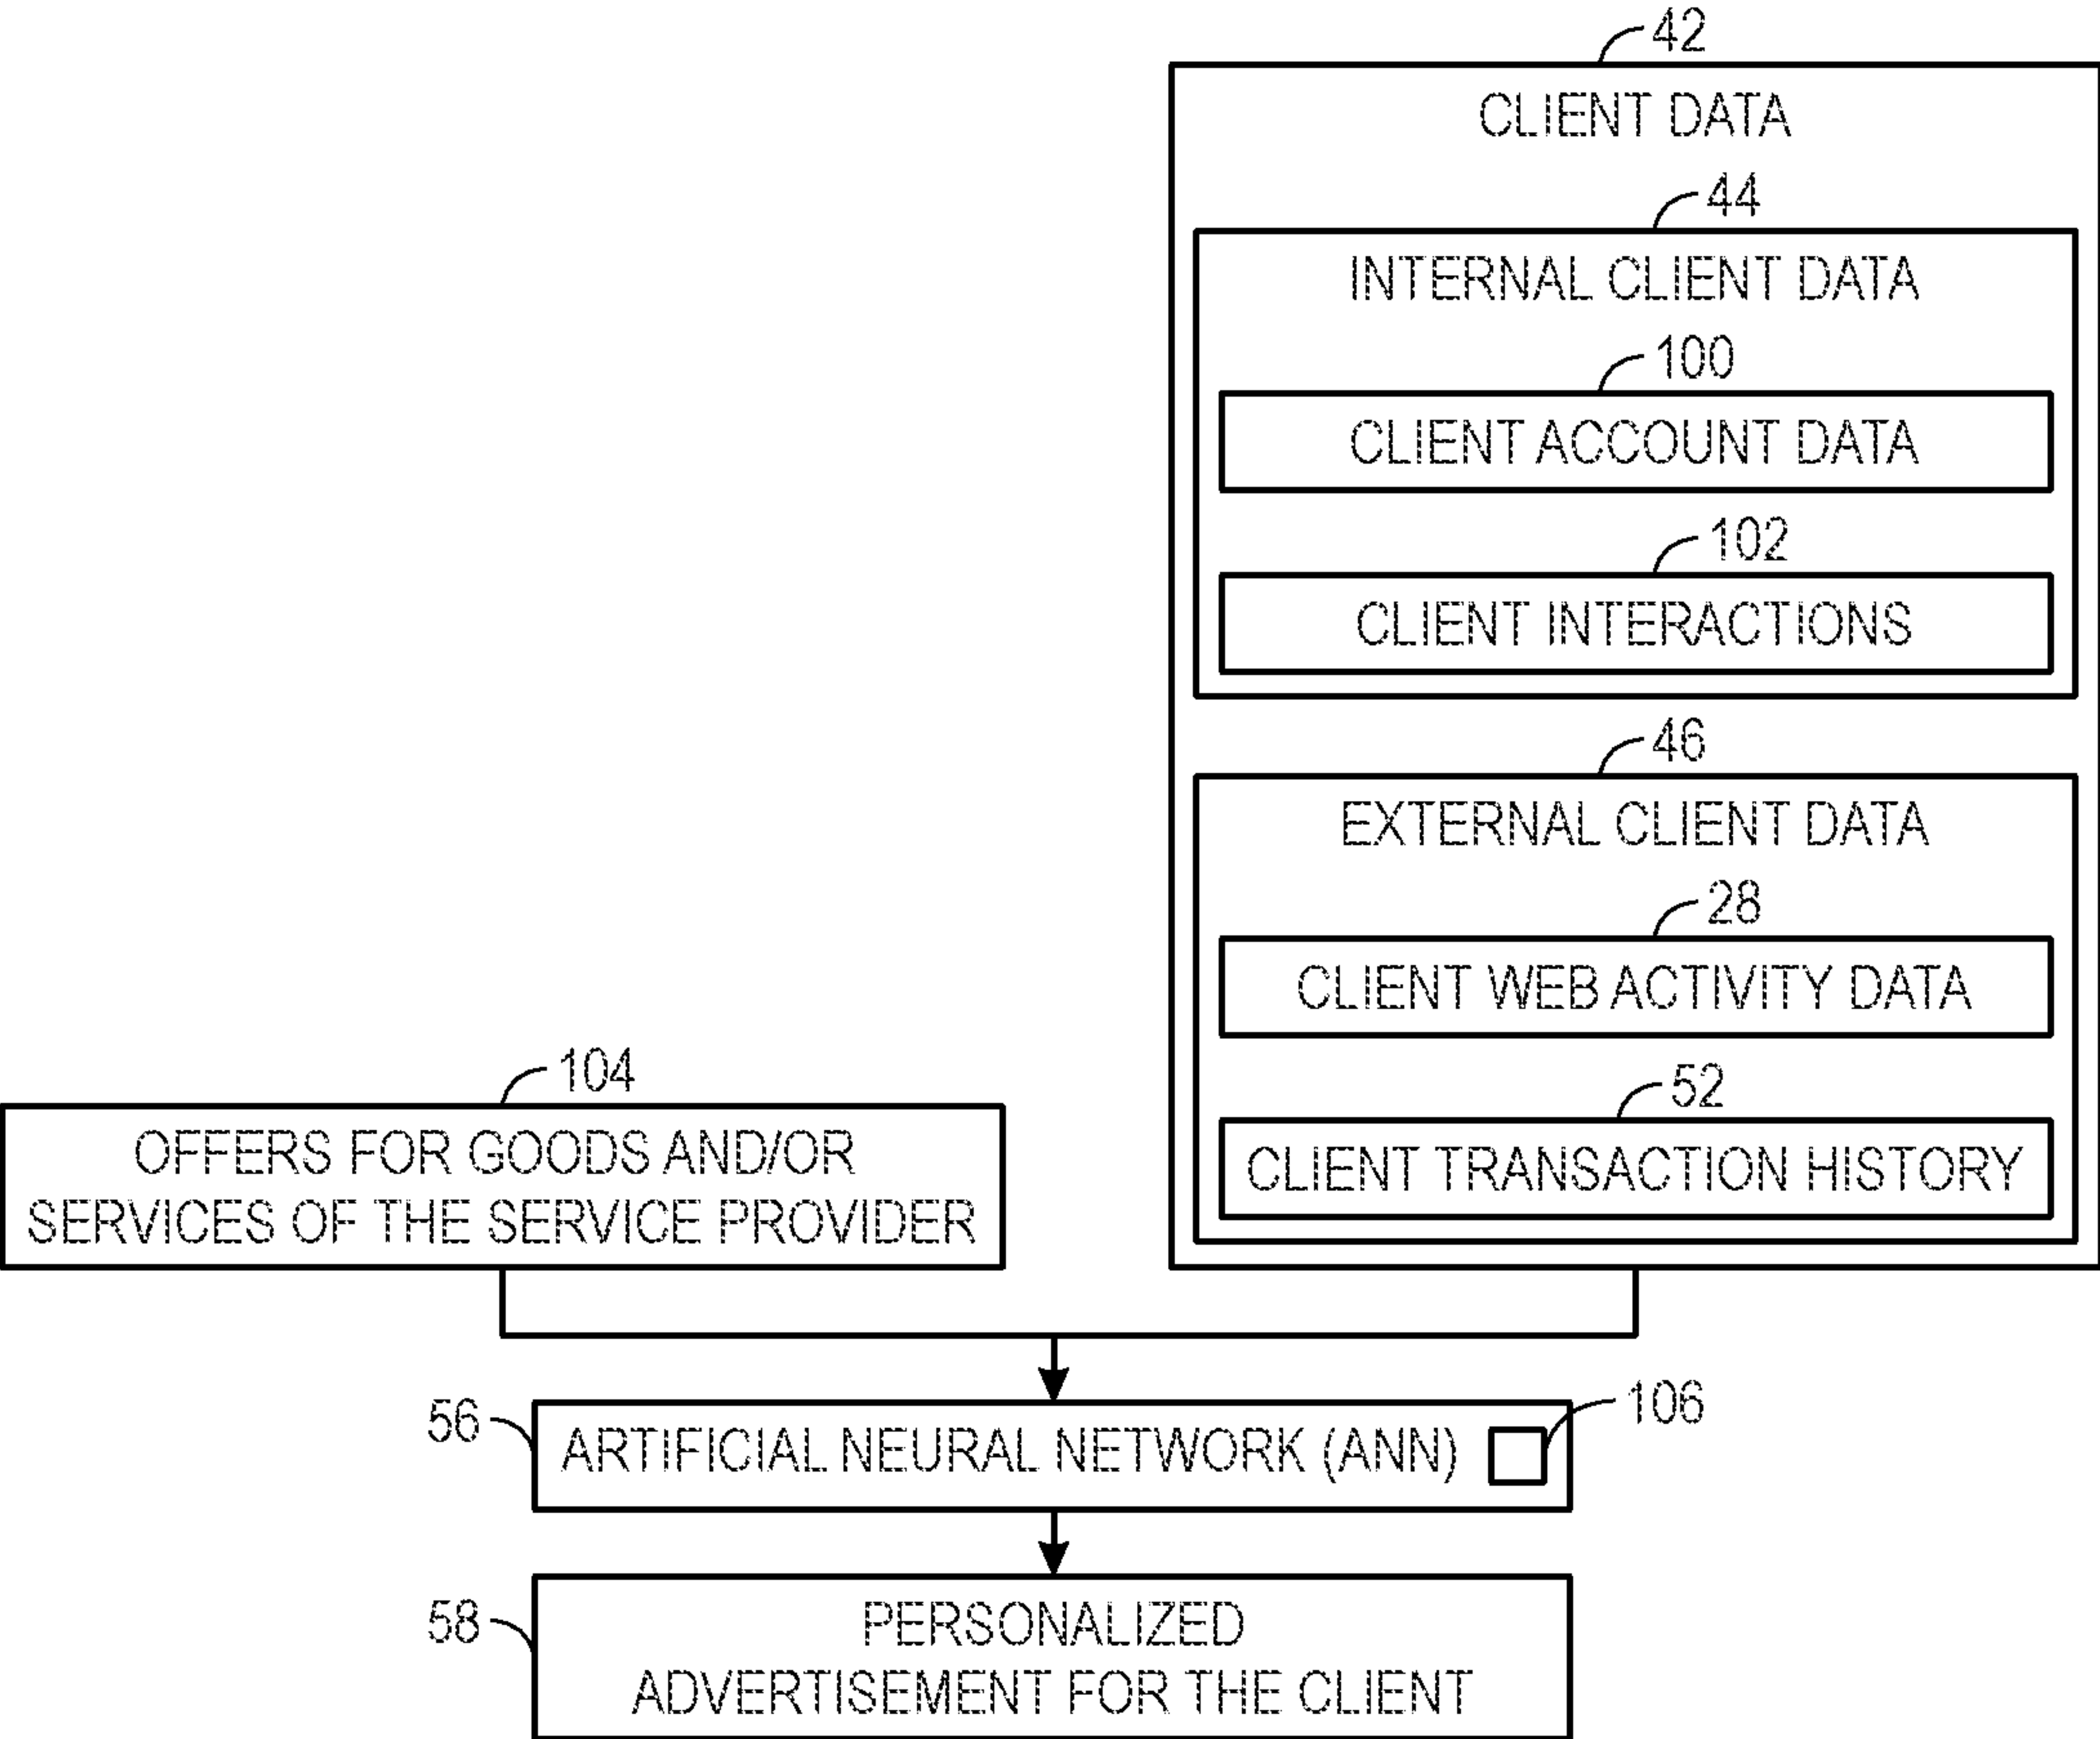 42
CLIENT DATA
44
INTERNAL CLIENT DATA
100
CLIENT ACCOUNT DATA
102
CLIENT INTERACTIONS
46
EXTERNAL CLIENT DATA
28
CLIENT WEB ACTIVITY DATA
52
CLIENT TRANSACTION HISTORY
104
OFFERS FOR GOODS AND/OR
SERVICES OF THE SERVICE PROVIDER
56
ARTIFICIAL NEURAL NETWORK (ANN)
106
58
PERSONALIZED
ADVERTISEMENT FOR THE CLIENT